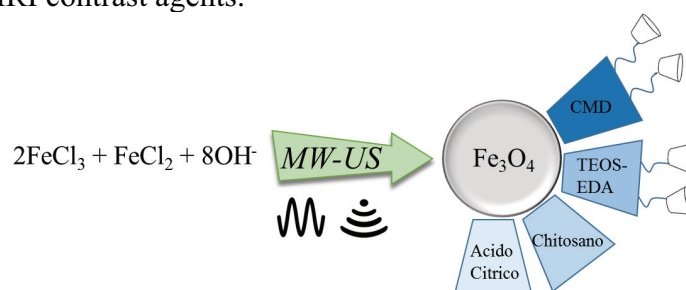 MRI contrast agents.
2FeCl₃ + FeCl₂ + 8OH⁻
MW-US
Fe₃O₄
CMD
TEOS-
EDA
Chitosano
Acido
Citrico